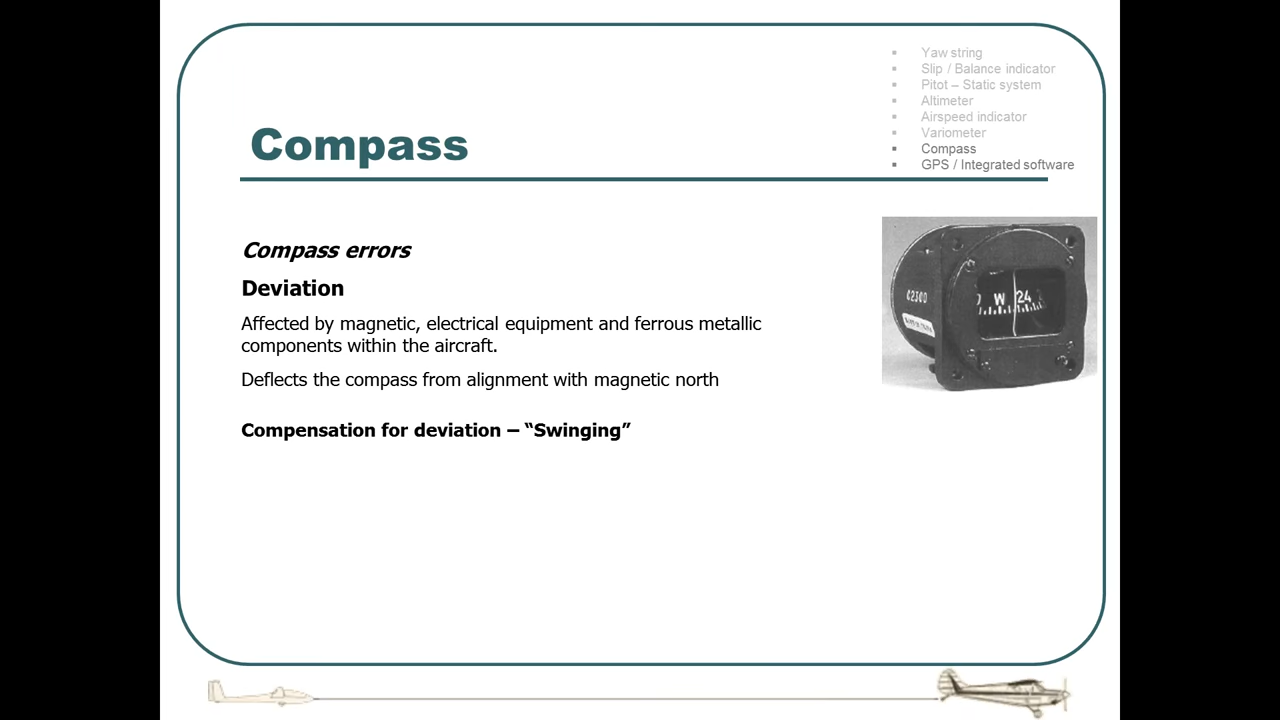 Yaw string
Slip / Balance indicator
Pitot – Static system
Altimeter
Airspeed indicator
Variometer
Compass
GPS / Integrated software
Compass
Compass errors
Deviation
Affected by magnetic, electrical equipment and ferrous metallic
components within the aircraft.
Deflects the compass from alignment with magnetic north
Compensation for deviation – “Swinging”
W 24